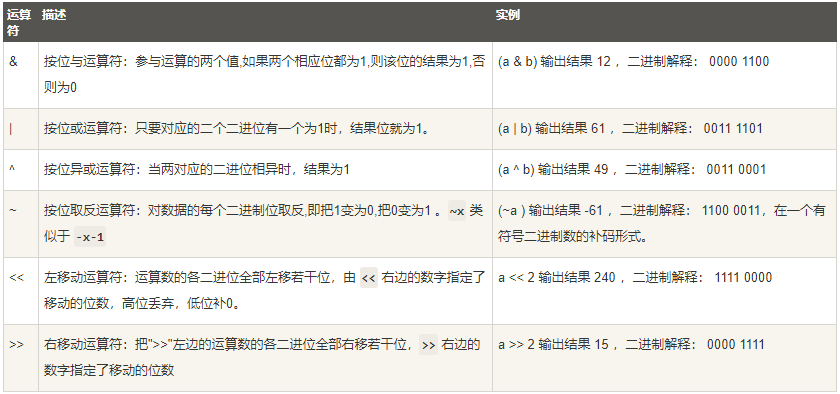 运算符 描述 实例
& 按位与运算符：参与运算的两个值,如果两个相应位都为1,则该位的结果为1,否则为0 (a & b) 输出结果 12 ，二进制解释： 0000 1100
| 按位或运算符：只要对应的二个二进位有一个为1时，结果位就为1。 (a | b) 输出结果 61 ，二进制解释： 0011 1101
^ 按位异或运算符：当两对应的二进位相异时，结果为1 (a ^ b) 输出结果 49 ，二进制解释： 0011 0001
~ 按位取反运算符：对数据的每个二进制位取反,即把1变为0,把0变为1 。~x 类似于 -x-1 (~a ) 输出结果 -61 ，二进制解释： 1100 0011，在一个有符号二进制数的补码形式。
<< 左移动运算符：运算数的各二进位全部左移若干位，由 << 右边的数字指定了移动的位数，高位丢弃，低位补0。 a << 2 输出结果 240 ，二进制解释： 1111 0000
>> 右移动运算符：把">>"左边的运算数的各二进位全部右移若干位，>> 右边的数字指定了移动的位数 a >> 2 输出结果 15 ，二进制解释： 0000 1111